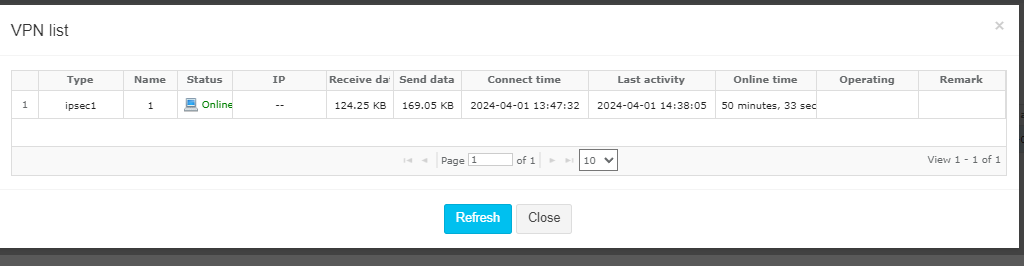 VPN list
×
Type Name Status IP Receive dat Send data Connect time Last activity Online time Operating Remark
1 ipsec1 1 Online -- 124.25 KB 169.05 KB 2024-04-01 13:47:32 2024-04-01 14:38:05 50 minutes, 33 sec
Page 1 of 1 10 View 1 - 1 of 1
Refresh Close